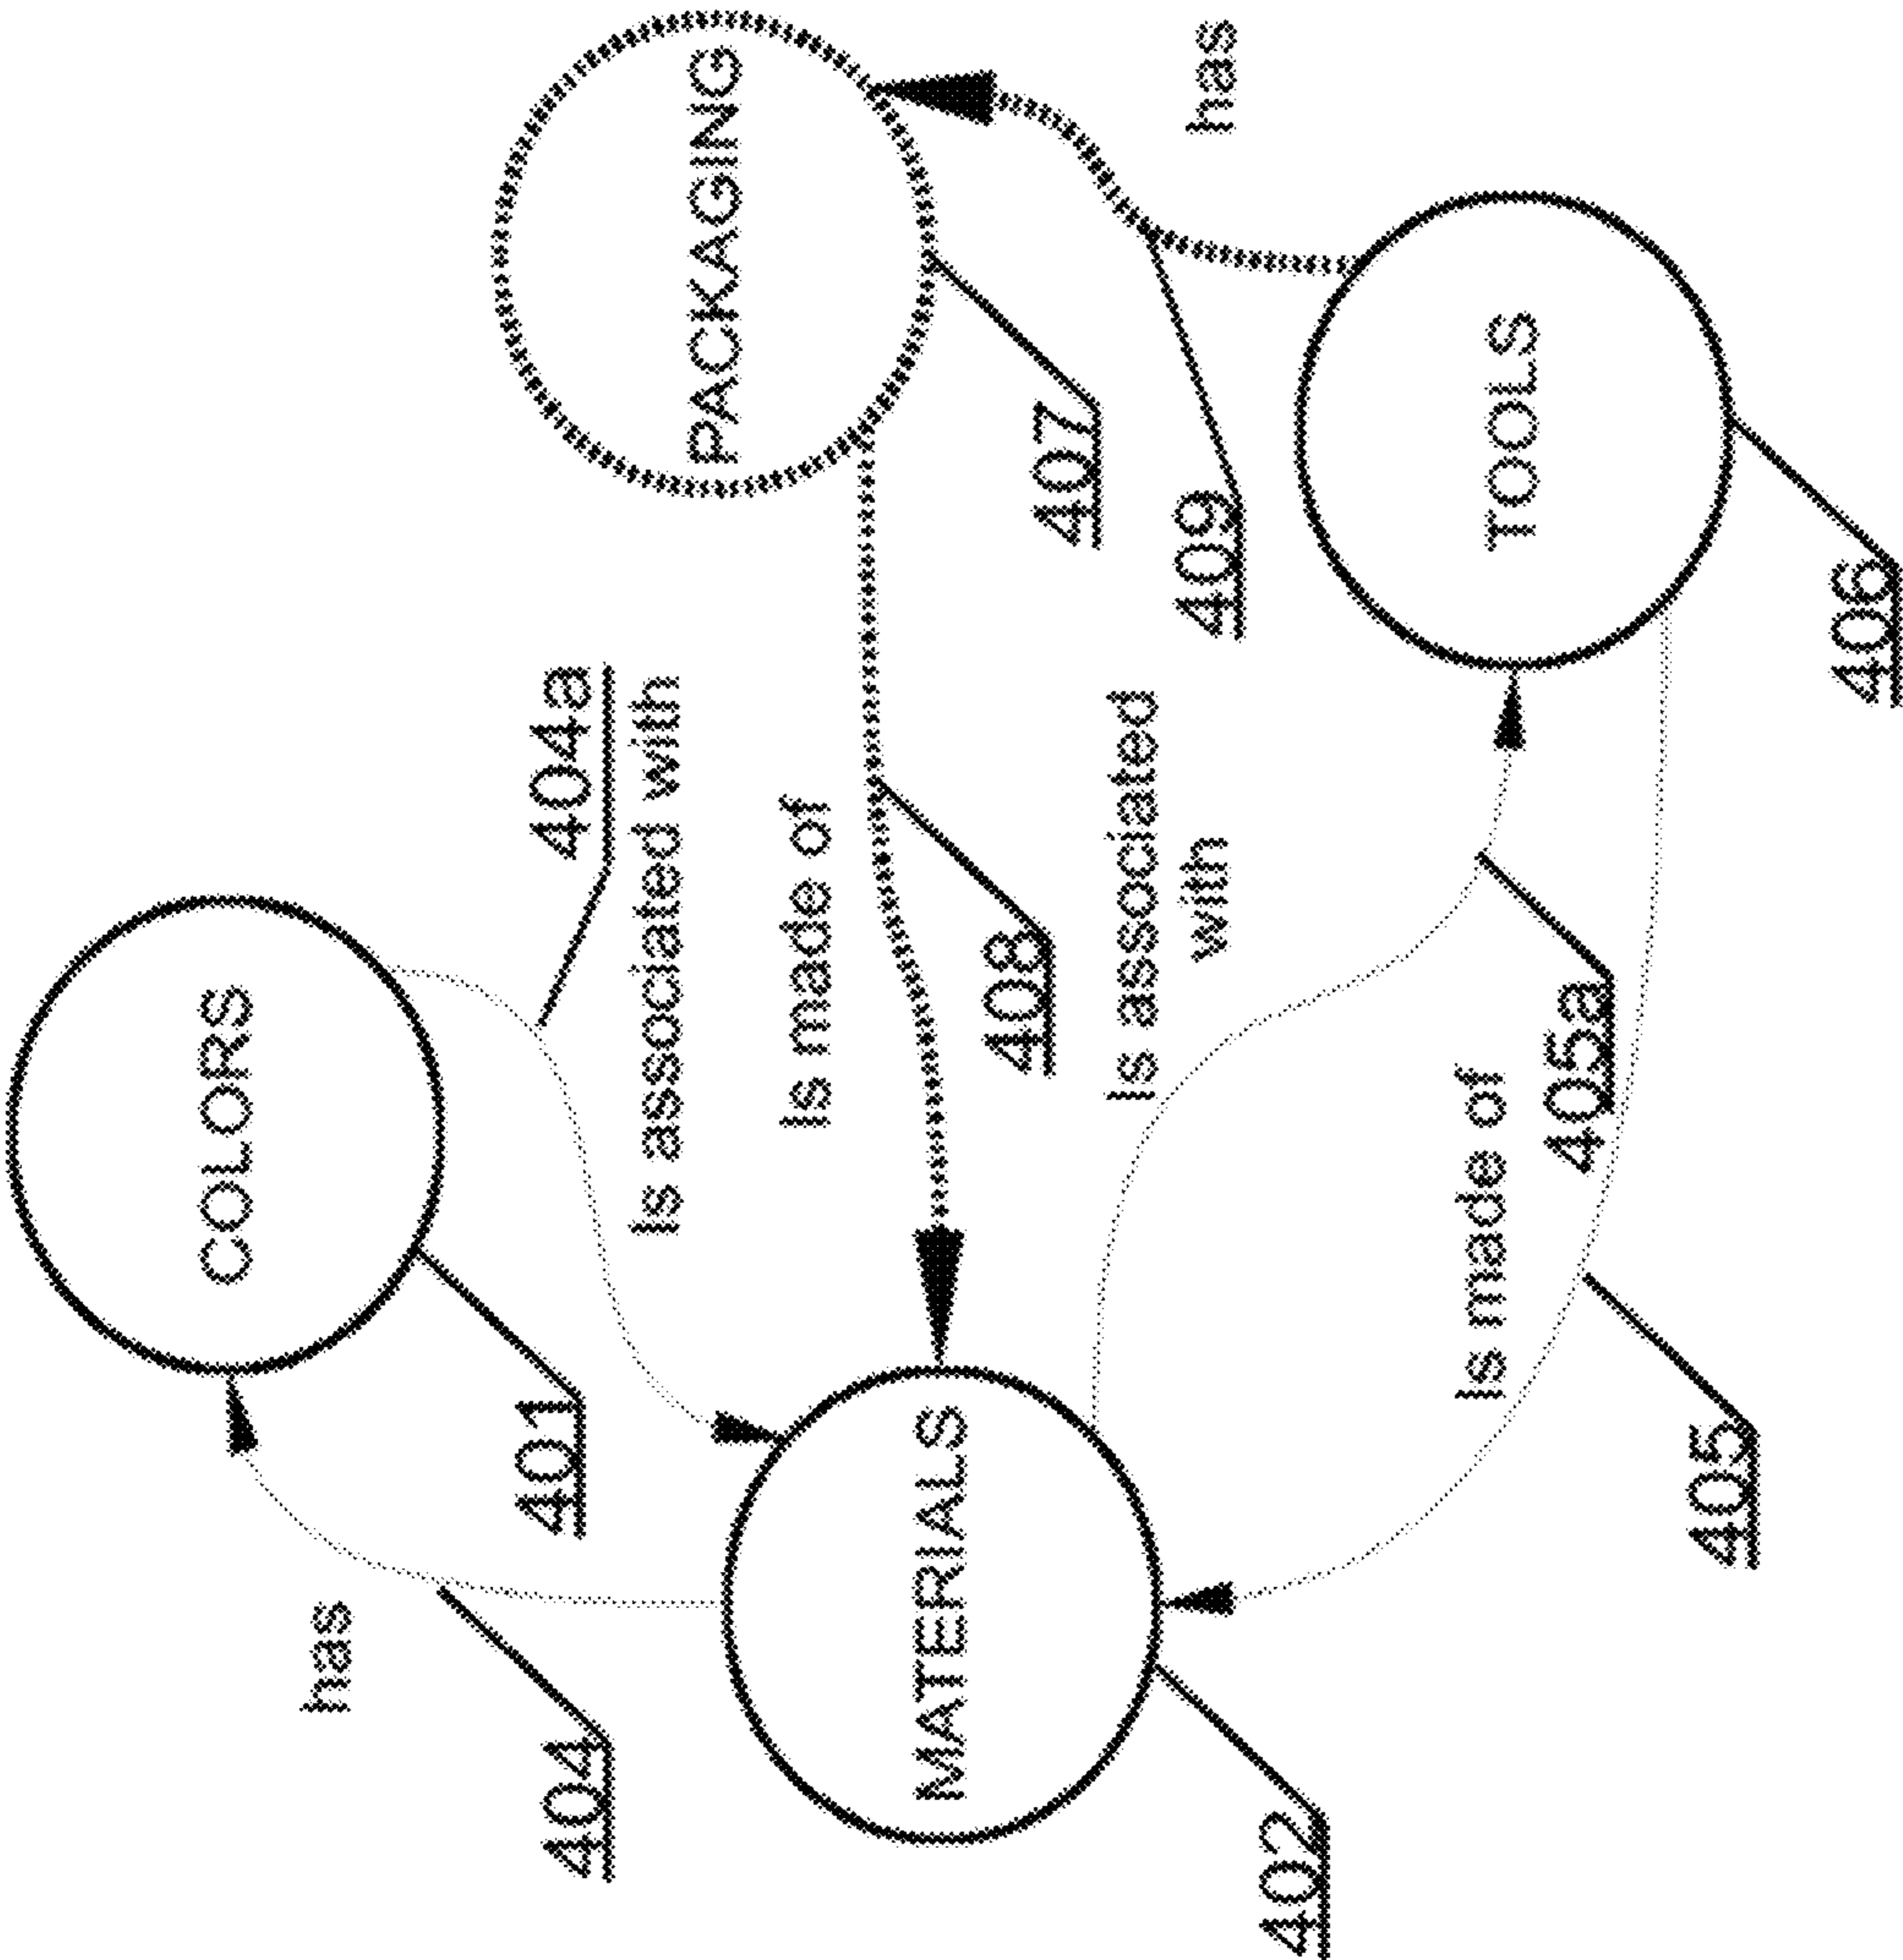 COLORS
has
404
401
404a
Is associated with
PACKAGING
Is made of
MATERIALS
408
407
Is associated
with
409
has
402
Is made of
TOOLS
405a
405
406